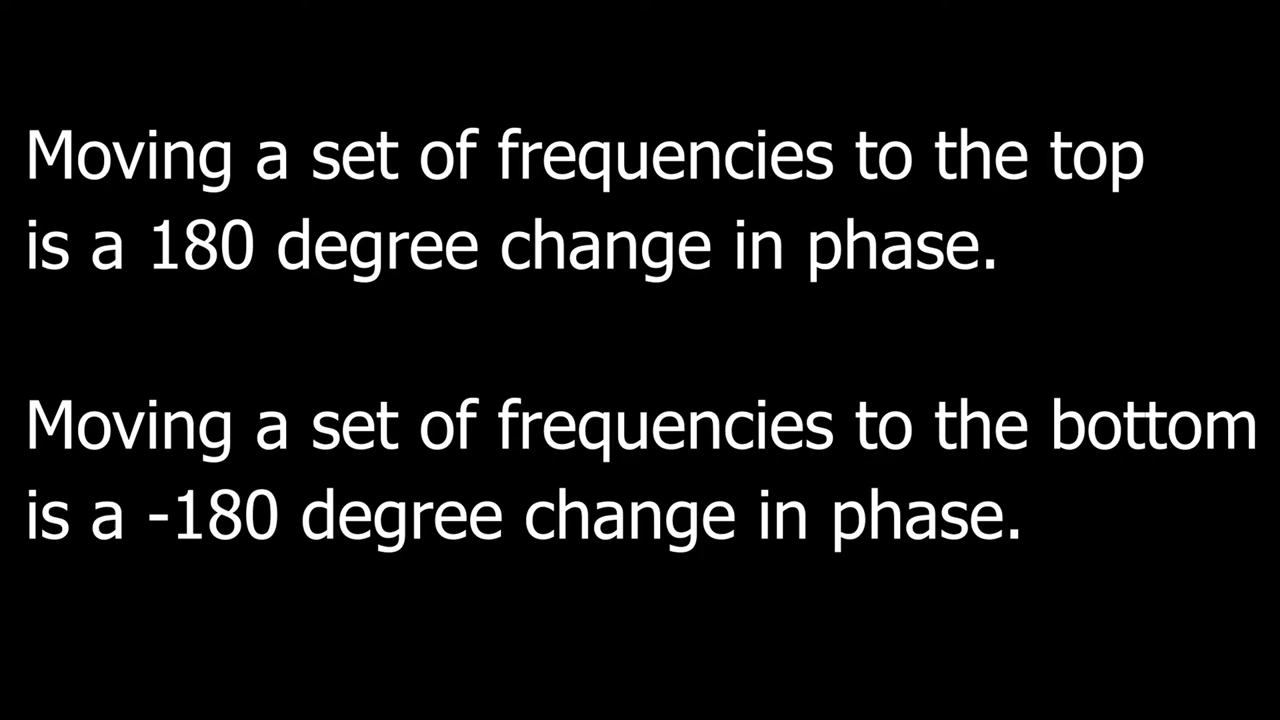 Moving a set of frequencies to the top
is a 180 degree change in phase.
Moving a set of frequencies to the bottom
is a -180 degree change in phase.